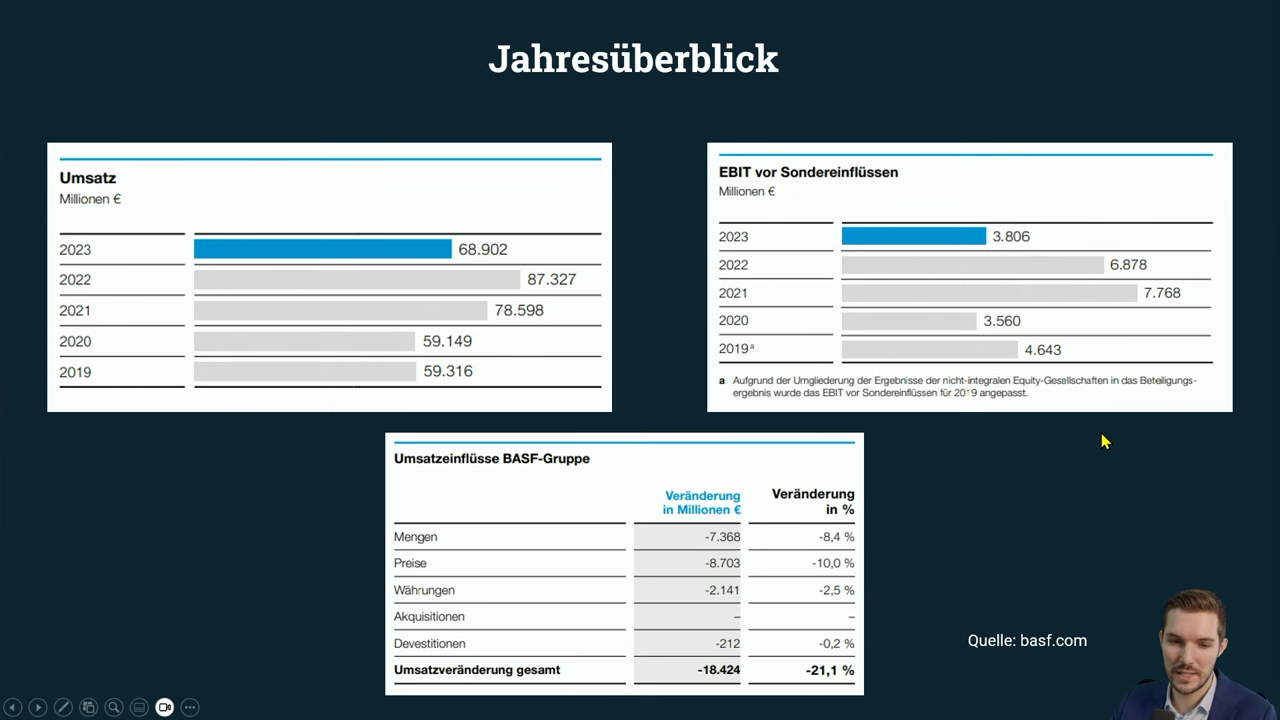 Jahresüberblick
Umsatz
Millionen €
2023 68.902
2022 87.327
2021 78.598
2020 59.149
2019 59.316
EBIT vor Sondereinflüssen
Millionen €
2023 3.806
2022 6.878
2021 7.768
2020 3.560
2019ᵃ 4.643
a Aufgrund der Umgliederung der Ergebnisse der nicht-integralen Equity-Gesellschaften in das Beteiligungs-
ergebnis wurde das EBIT vor Sondereinflüssen für 2019 angepasst.
Umsatzeinflüsse BASF-Gruppe
Veränderung Veränderung
in Millionen € in %
Mengen -7.368 -8,4 %
Preise -8.703 -10,0 %
Währungen -2.141 -2,5 %
Akquisitionen – –
Devestitionen -212 -0,2 %
Umsatzveränderung gesamt -18.424 -21,1 %
Quelle: basf.com